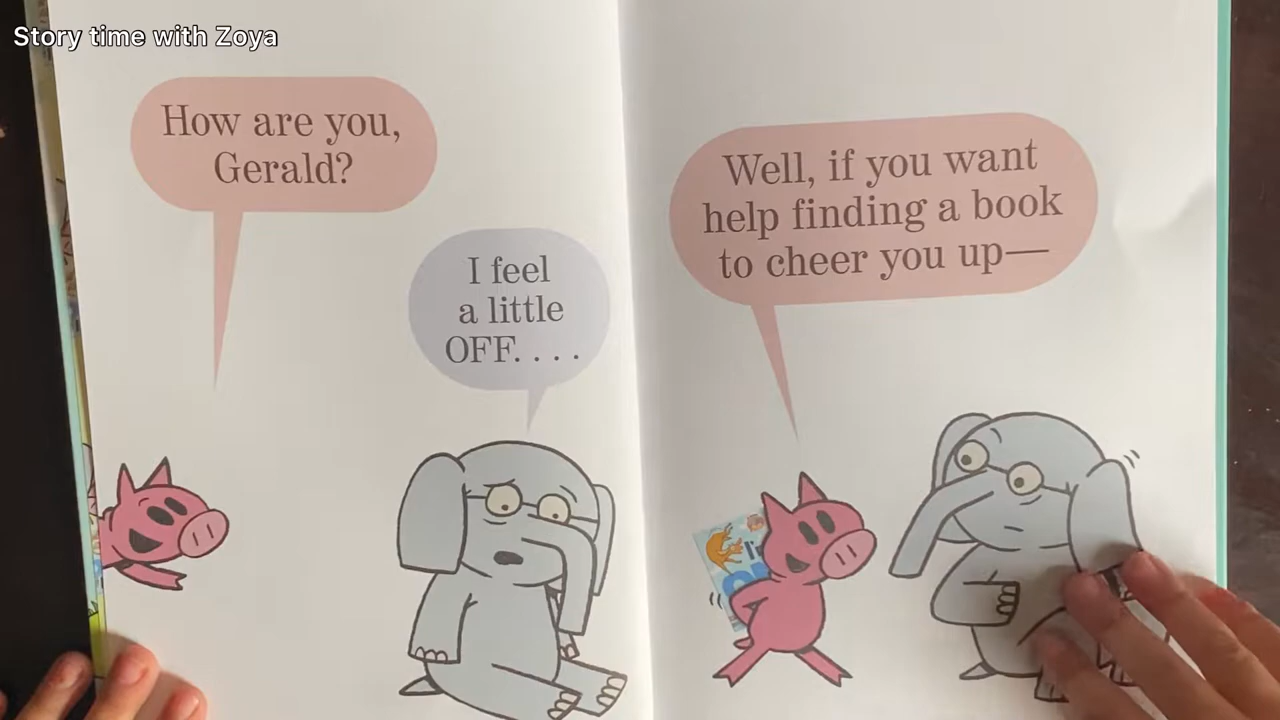 Story time with Zoya
How are you,
Gerald?
I feel
a little
OFF. . . .
Well, if you want
help finding a book
to cheer you up—